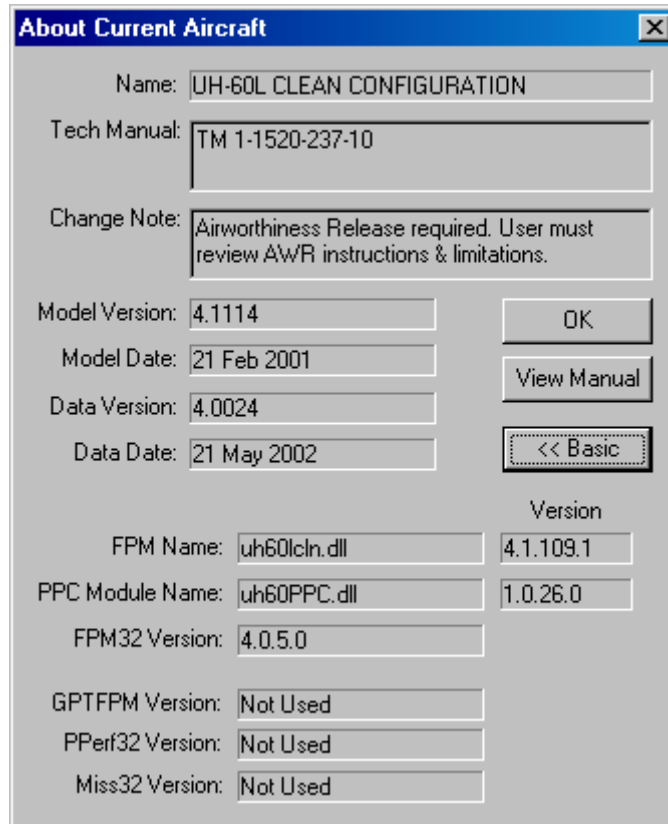 About Current Aircraft
Name: UH-60L CLEAN CONFIGURATION
Tech Manual: TM 1-1520-237-10
Change Note: Airworthiness Release required. User must
review AWR instructions & limitations.
Model Version: 4.1114
OK
Model Date: 21 Feb 2001
View Manual
Data Version: 4.0024
Data Date: 21 May 2002
<< Basic
Version
FPM Name: uh60lcln.dll 4.1.109.1
PPC Module Name: uh60PPC.dll 1.0.26.0
FPM32 Version: 4.0.5.0
GPTFPM Version: Not Used
PPerf32 Version: Not Used
Miss32 Version: Not Used